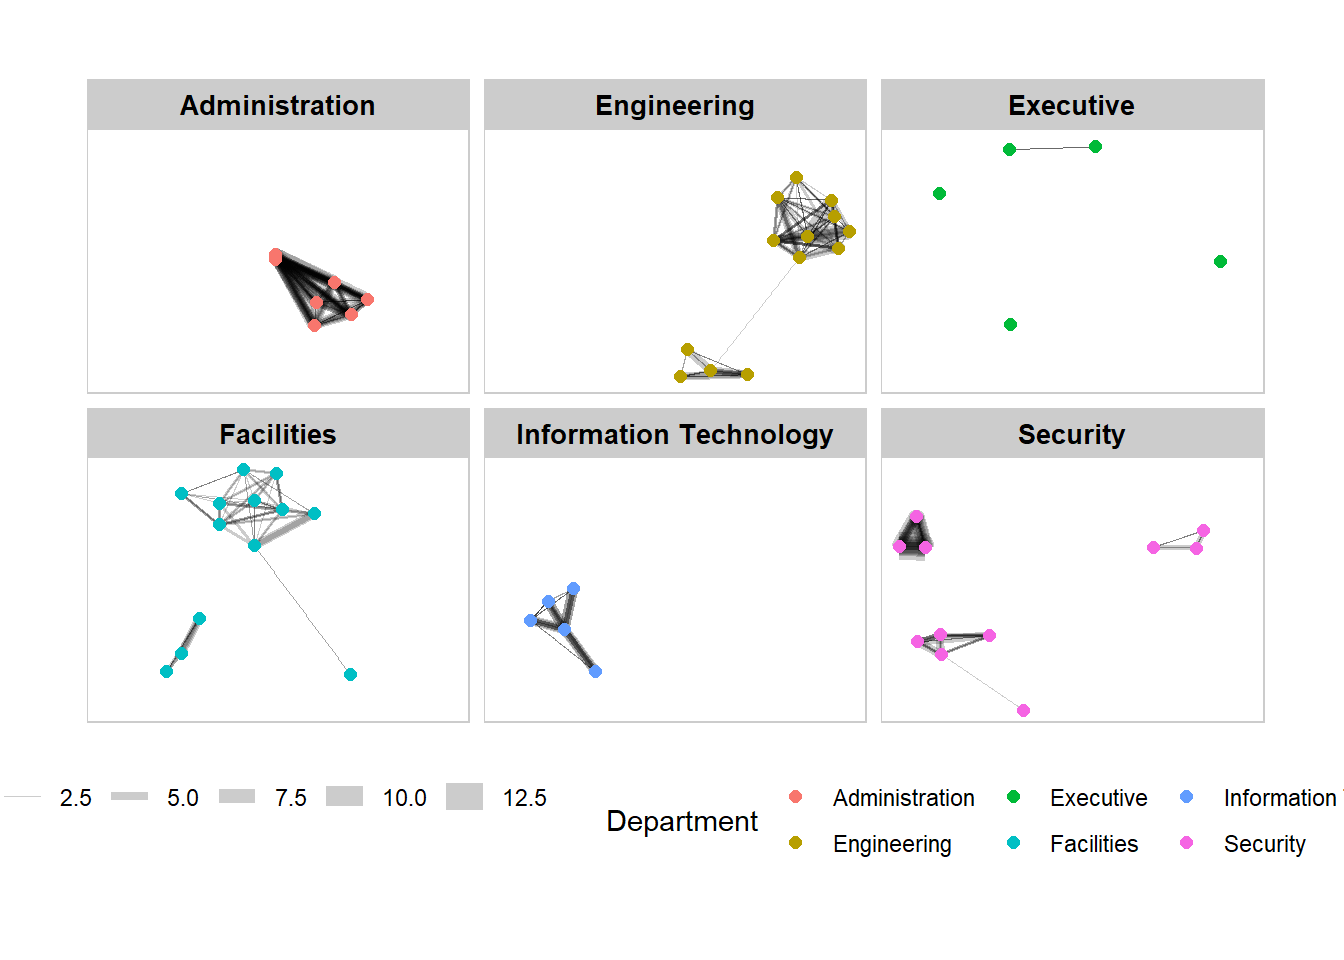 Administration
Engineering
Executive
Facilities
Information Technology
Security
2.5 5.0 7.5 10.0 12.5
Department
Administration Executive Information
Engineering Facilities Security